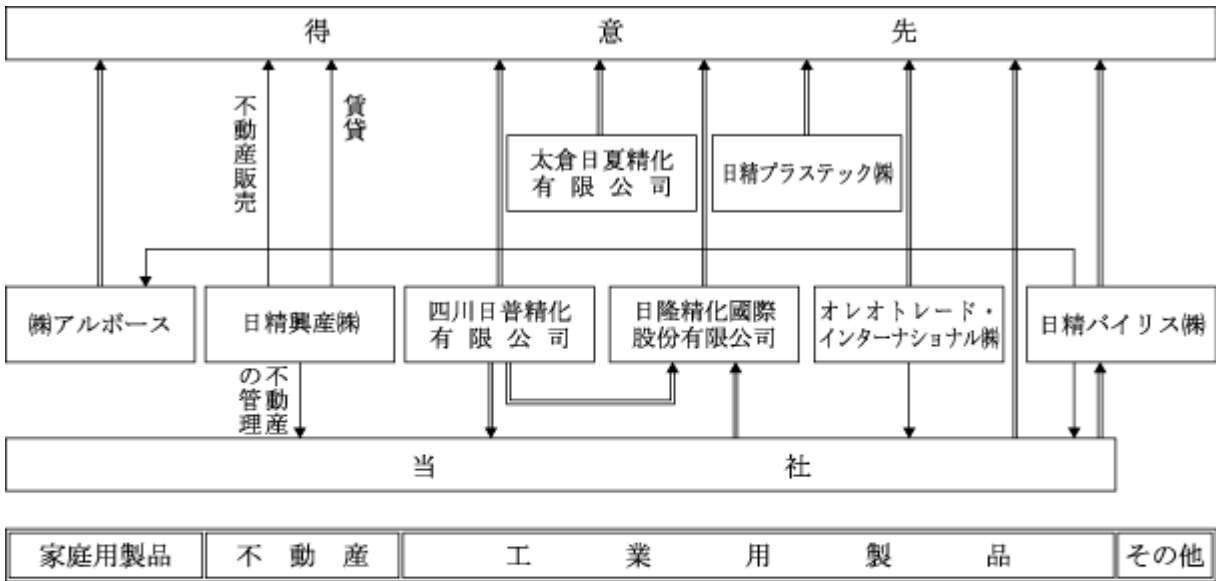 得意先
不動産販売
賃貸
太倉日夏精化
有限公司
日精プラステック㈱
㈱アルボース
日精興産㈱
四川日普精化
有限公司
日隆精化國際
股份有限公司
オレオトレード・
インターナショナル㈱
日精バイリス㈱
不動産
の管理
当社
家庭用製品
不動産
工業用製品
その他